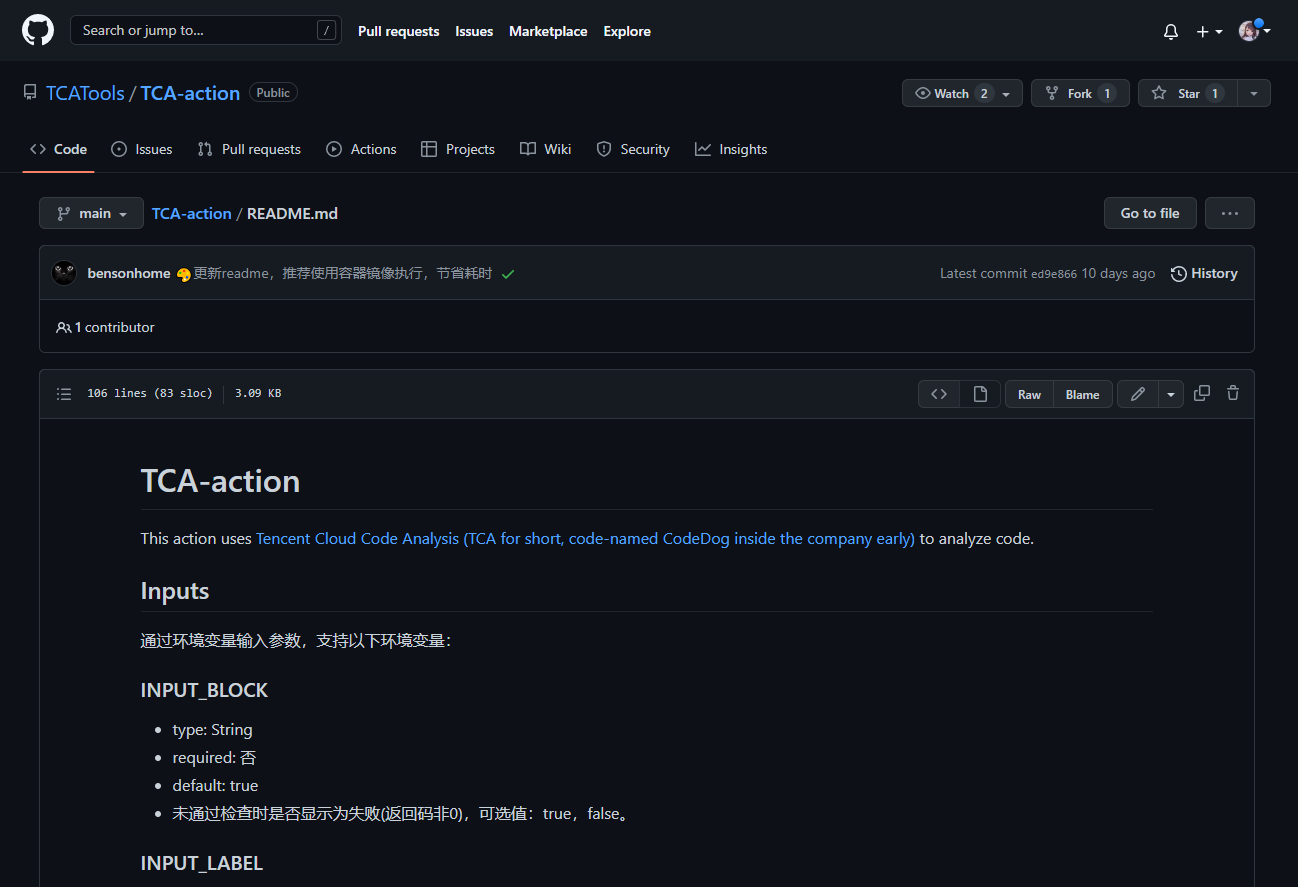 Search or jump to... /
Pull requests Issues Marketplace Explore
TCATools / TCA-action Public
Watch 2 Fork 1 Star 1
Code Issues Pull requests Actions Projects Wiki Security Insights
main TCA-action / README.md Go to file ...
bensonhome 更新readme，推荐使用容器镜像执行，节省耗时 Latest commit ed9e866 10 days ago History
1 contributor
106 lines (83 sloc) 3.09 KB Raw Blame
TCA-action
This action uses Tencent Cloud Code Analysis (TCA for short, code-named CodeDog inside the company early) to analyze code.
Inputs
通过环境变量输入参数，支持以下环境变量：
INPUT_BLOCK
• type: String
• required: 否
• default: true
• 未通过检查时是否显示为失败(返回码非0)，可选值：true，false。
INPUT_LABEL